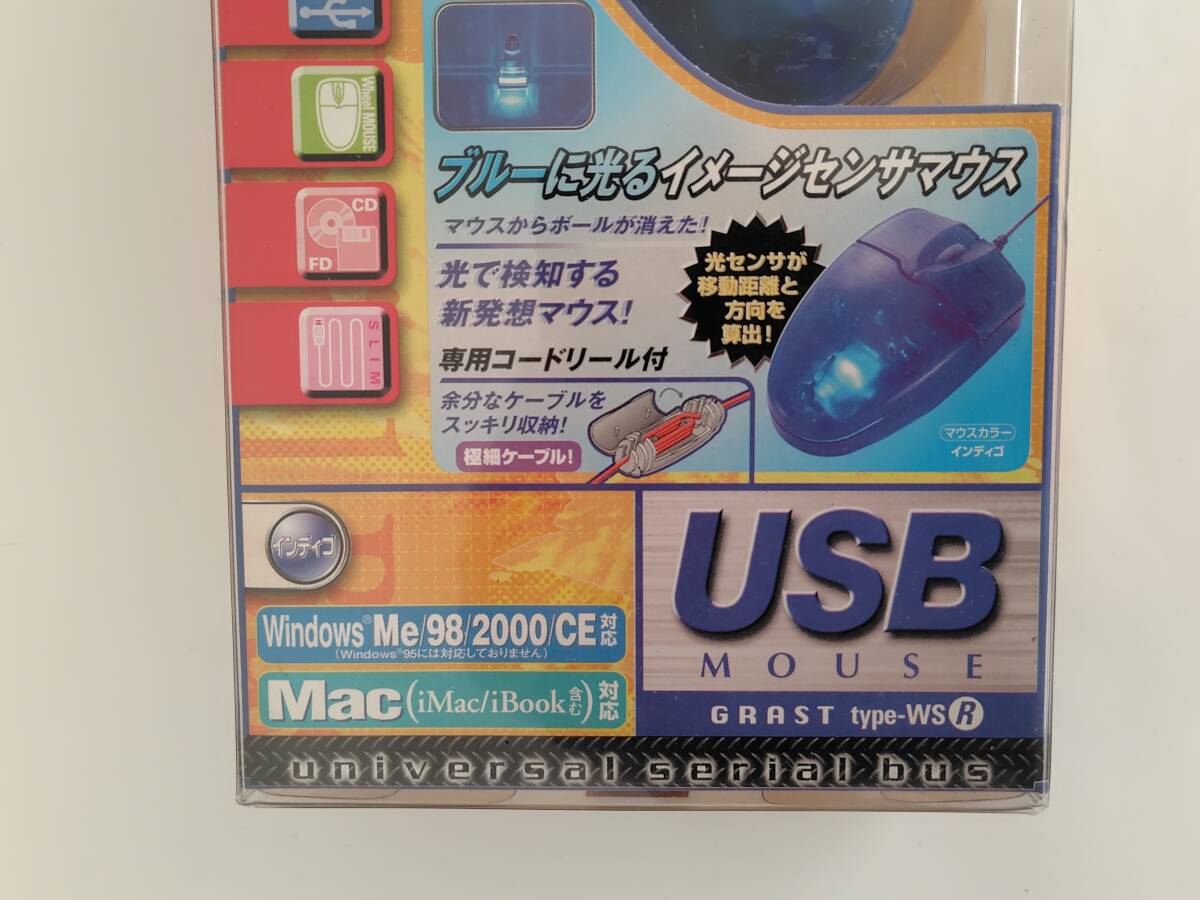 Wheel MOUSE
CD
FD
SLIM
ブルーに光るイメージセンサマウス
マウスからボールが消えた!
光で検知する
新発想マウス!
専用コードリール付
余分なケーブルを
スッキリ収納!
極細ケーブル!
光センサが
移動距離と
方向を
算出!
マウスカラー
インディゴ
インディゴ
Windows® Me/98/2000/CE対応
(Windows®95には対応しておりません)
Mac(iMac/iBook含む)対応
USB
MOUSE
GRAST type-WS R
universal serial bus